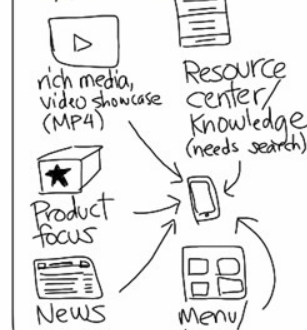 rich media,
video showcase
(MP4)
Resource
center/
Knowledge
(needs search)
Product
focus
News
Menu/